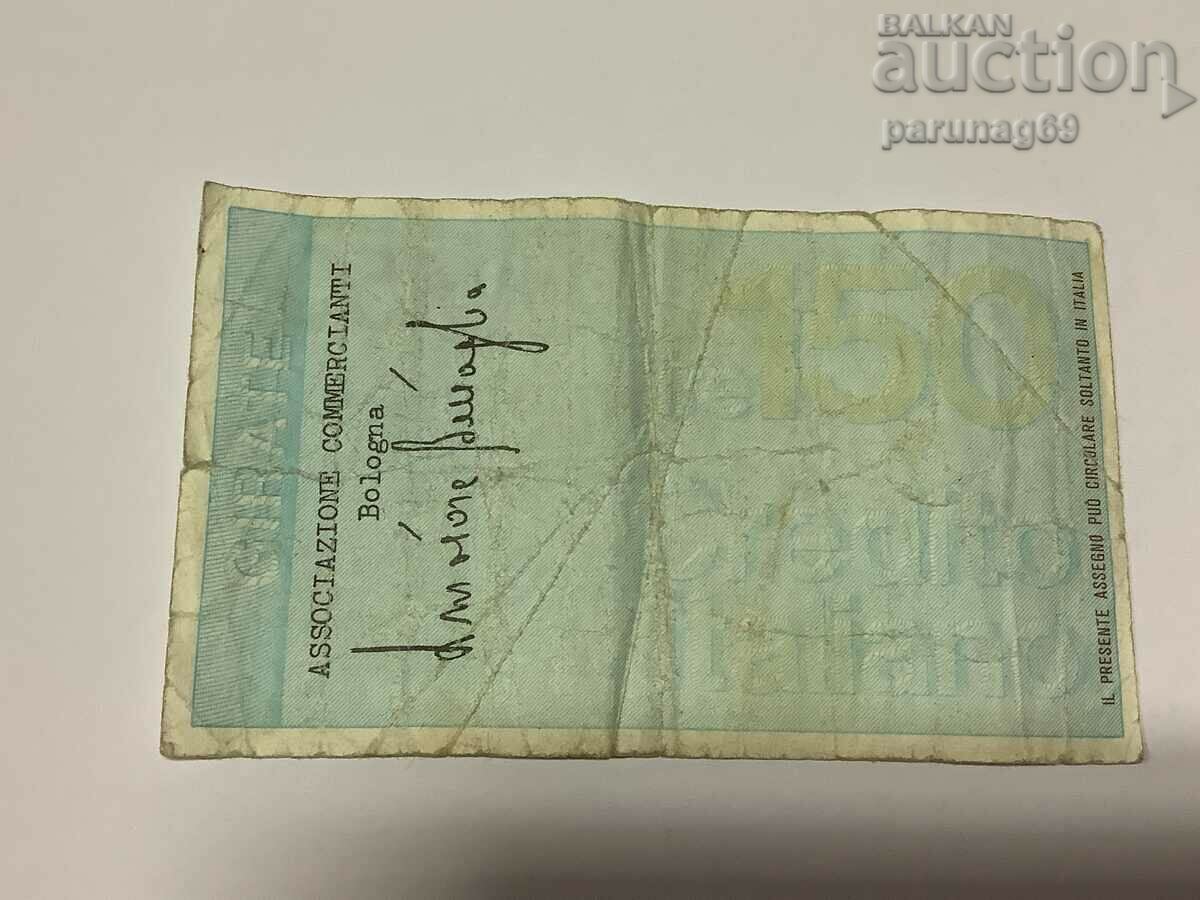 BALKAN
auction
parunag69
GIRATE
ASSOCIAZIONE COMMERCIANTI
Bologna
150
Credito
Italiano
IL PRESENTE ASSEGNO PUÒ CIRCOLARE SOLTANTO IN ITALIA